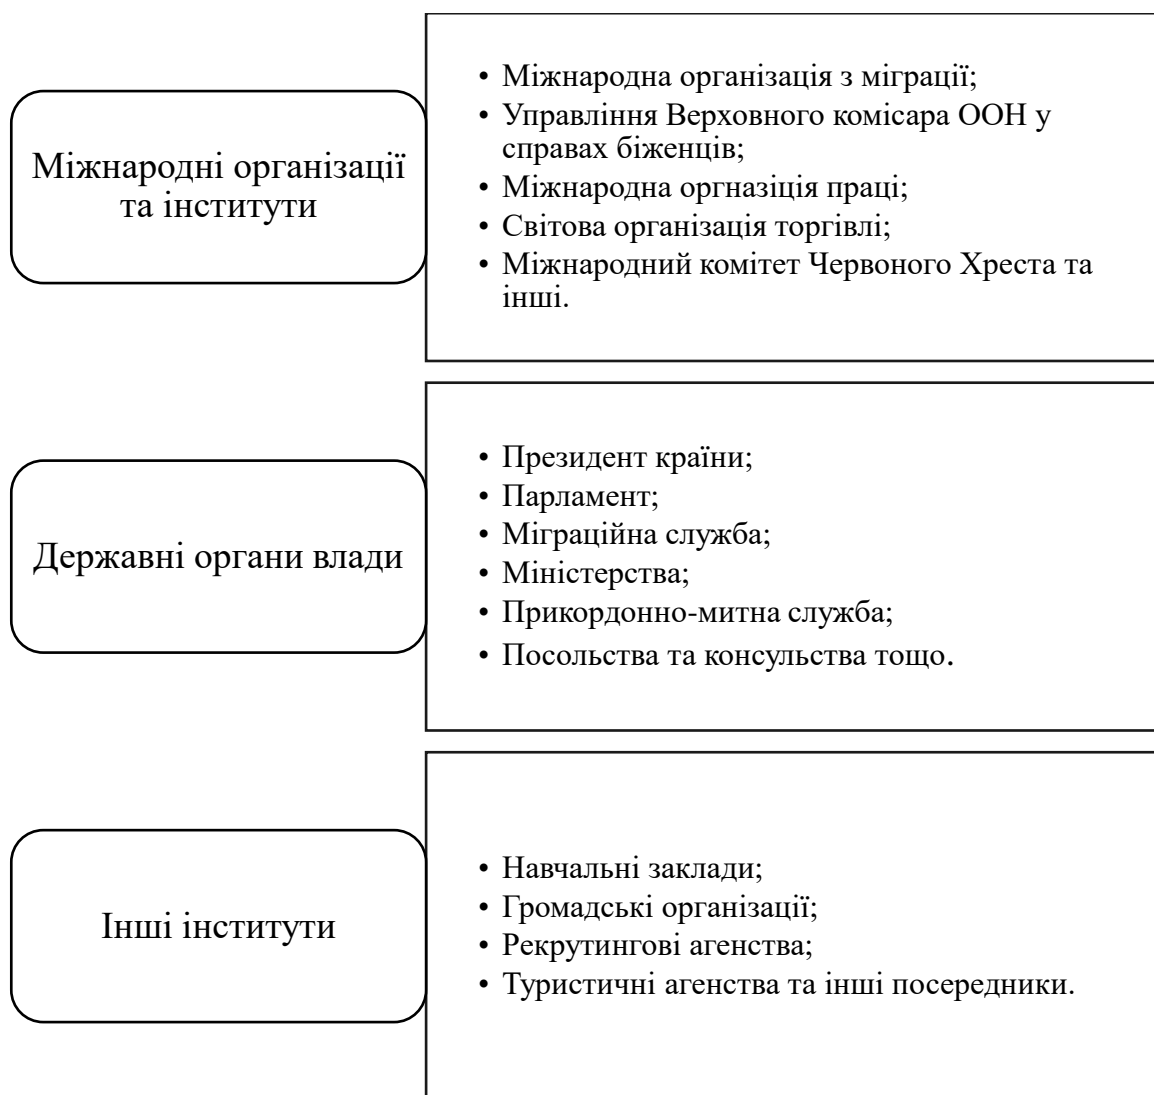 Міжнародні організації
та інститути
• Міжнародна організація з міграції;
• Управління Верховного комісара ООН у
справах біженців;
• Міжнародна оргназіція праці;
• Світова організація торгівлі;
• Міжнародний комітет Червоного Хреста та
інші.
Державні органи влади
• Президент країни;
• Парламент;
• Міграційна служба;
• Міністерства;
• Прикордонно-митна служба;
• Посольства та консульства тощо.
Інші інститути
• Навчальні заклади;
• Громадські організації;
• Рекрутингові агенства;
• Туристичні агенства та інші посередники.